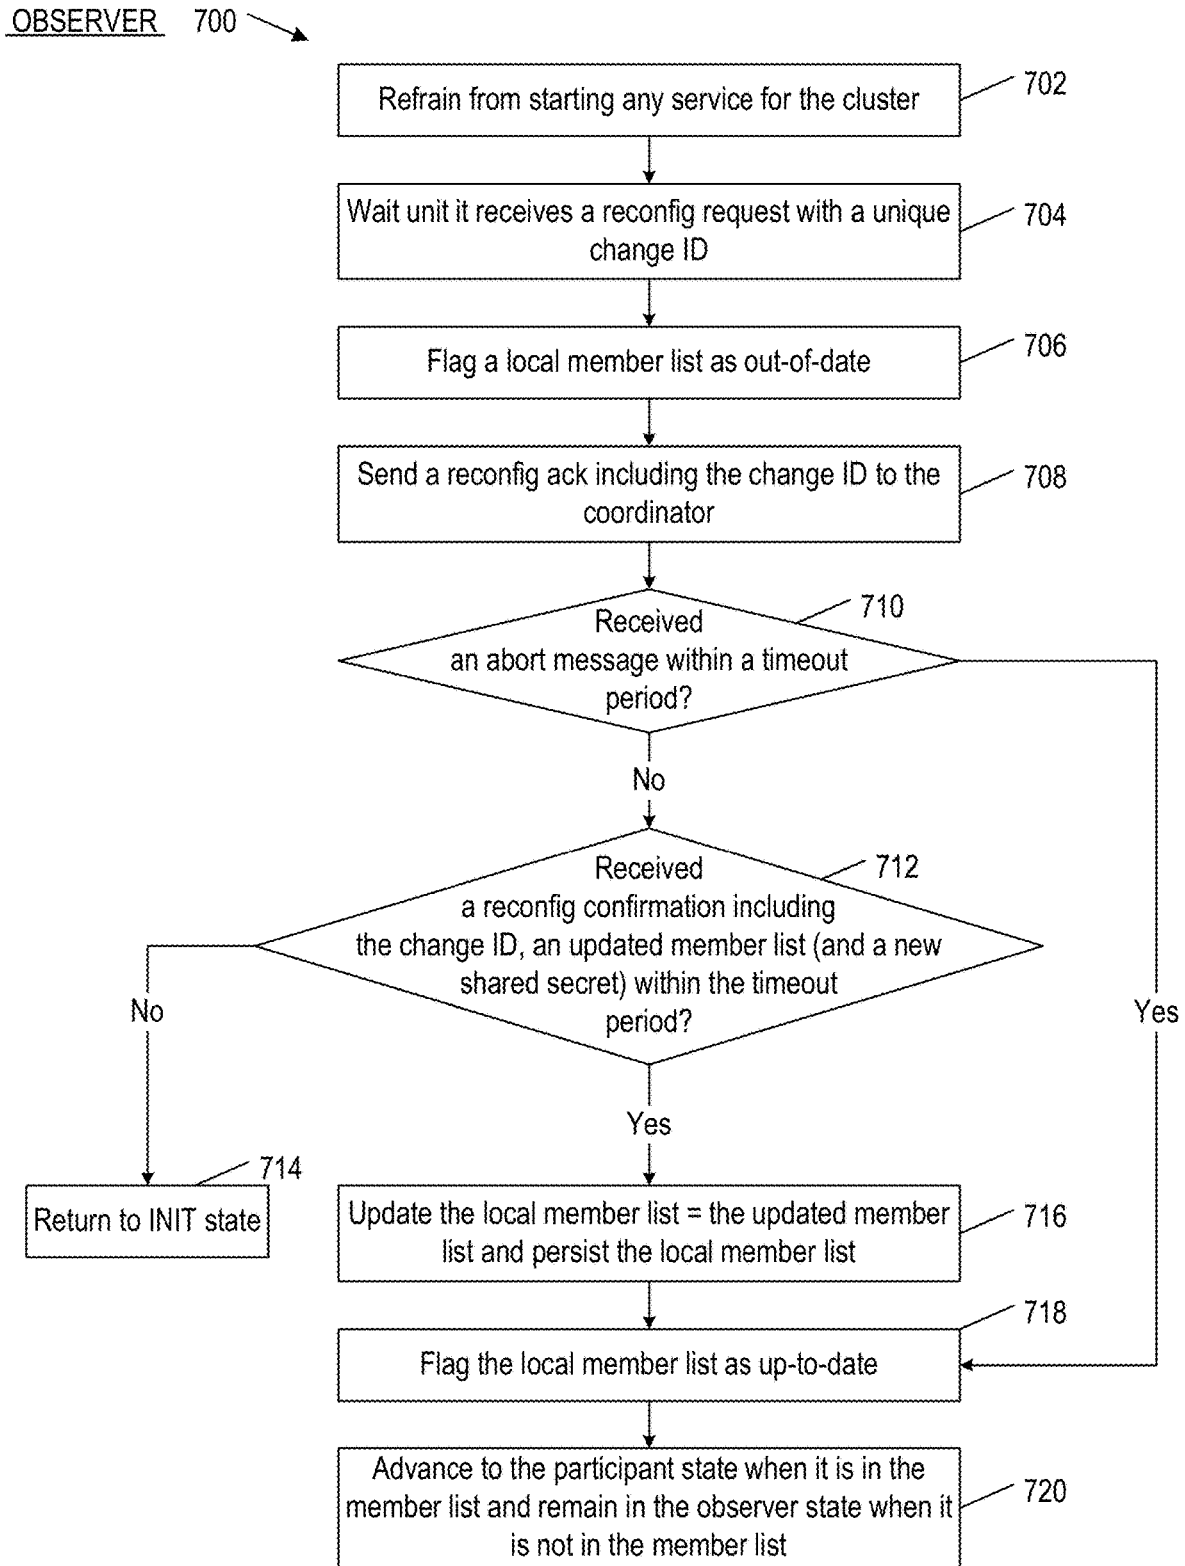 OBSERVER 700
Refrain from starting any service for the cluster
702
Wait unit it receives a reconfig request with a unique
change ID
704
Flag a local member list as out-of-date
706
Send a reconfig ack including the change ID to the
coordinator
708
710
Received
an abort message within a timeout
period?
No
712
Received
a reconfig confirmation including
the change ID, an updated member list (and a new
shared secret) within the timeout
period?
No
Yes
Yes
714
Return to INIT state
Update the local member list = the updated member
list and persist the local member list
716
718
Flag the local member list as up-to-date
Advance to the participant state when it is in the
member list and remain in the observer state when it
is not in the member list
720